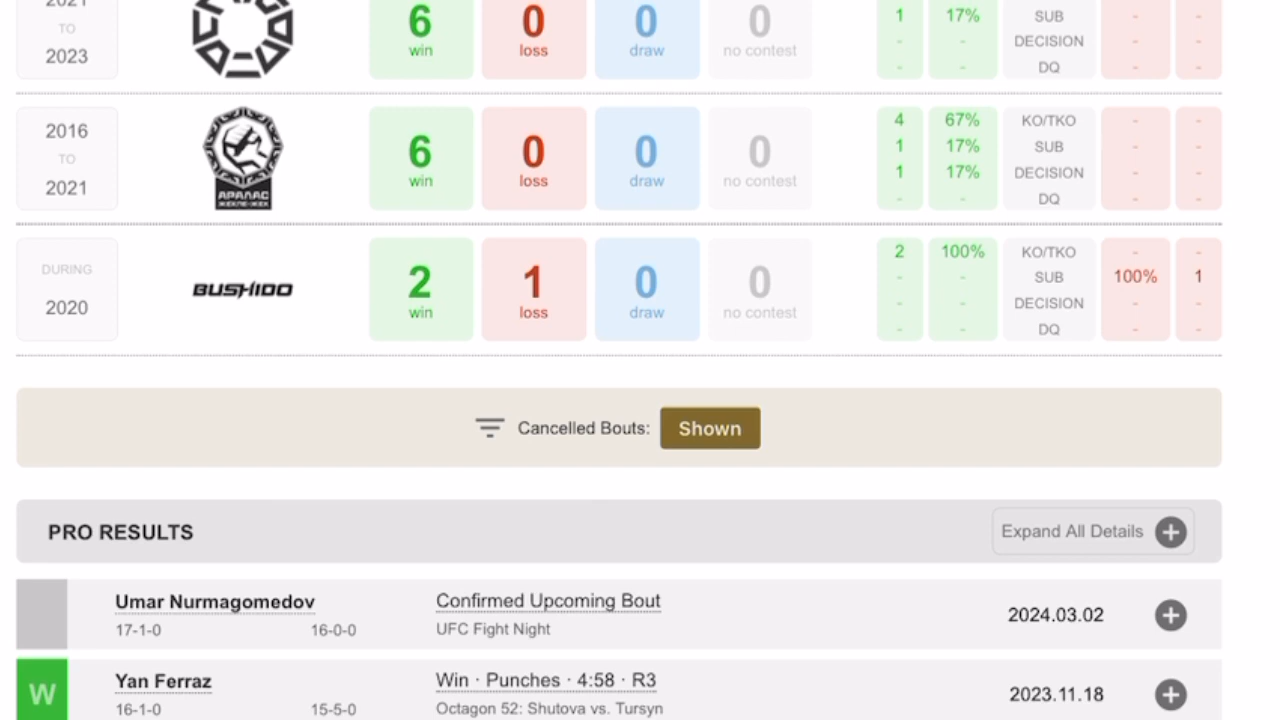 2021
TO
2023
6
win
0
loss
0
draw
0
no contest
1 17% SUB - -
- - DECISION - -
- - DQ - -
2016
TO
2021
АРАЛАС
ЖЕКПЕ-ЖЕК
6
win
0
loss
0
draw
0
no contest
4 67% KO/TKO - -
1 17% SUB - -
1 17% DECISION - -
- - DQ - -
DURING
2020
BUSHIDO
2
win
1
loss
0
draw
0
no contest
2 100% KO/TKO - -
- - SUB 100% 1
- - DECISION - -
- - DQ - -
Cancelled Bouts: Shown
PRO RESULTS
Expand All Details
Umar Nurmagomedov
17-1-0 16-0-0
Confirmed Upcoming Bout
UFC Fight Night
2024.03.02
W
Yan Ferraz
16-1-0 15-5-0
Win · Punches · 4:58 · R3
Octagon 52: Shutova vs. Tursyn
2023.11.18